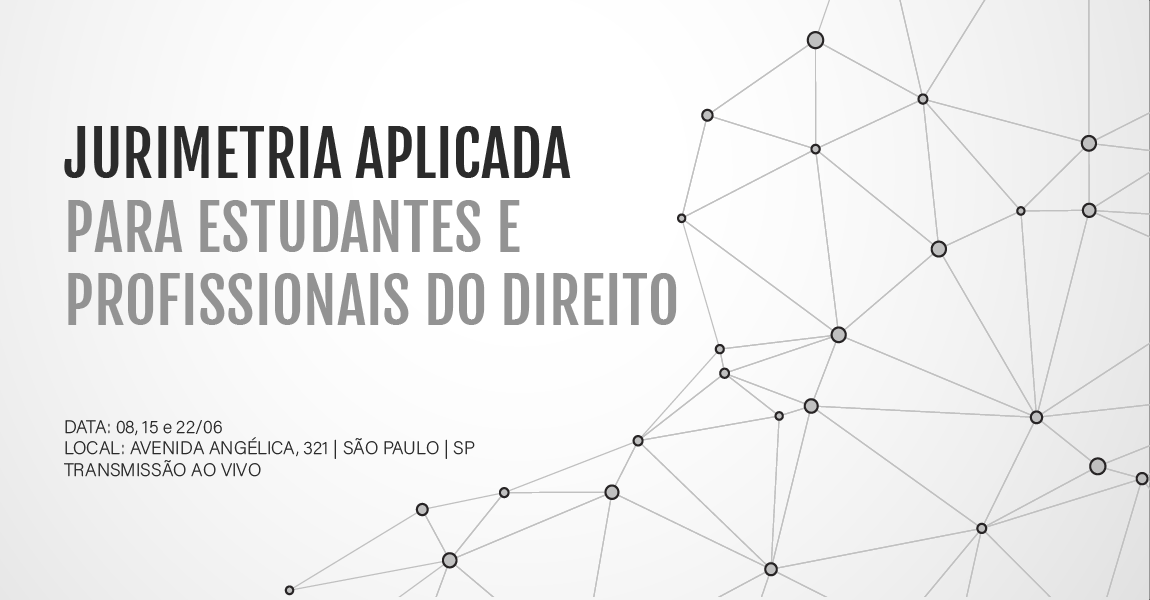 JURIMETRIA APLICADA
PARA ESTUDANTES E
PROFISSIONAIS DO DIREITO
DATA: 08, 15 e 22/06
LOCAL: AVENIDA ANGÉLICA, 321 | SÃO PAULO | SP
TRANSMISSÃO AO VIVO